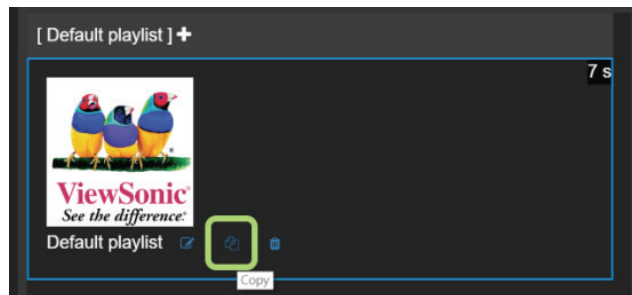 [ Default playlist ]
7 s
ViewSonic®
See the difference®
Default playlist
Copy